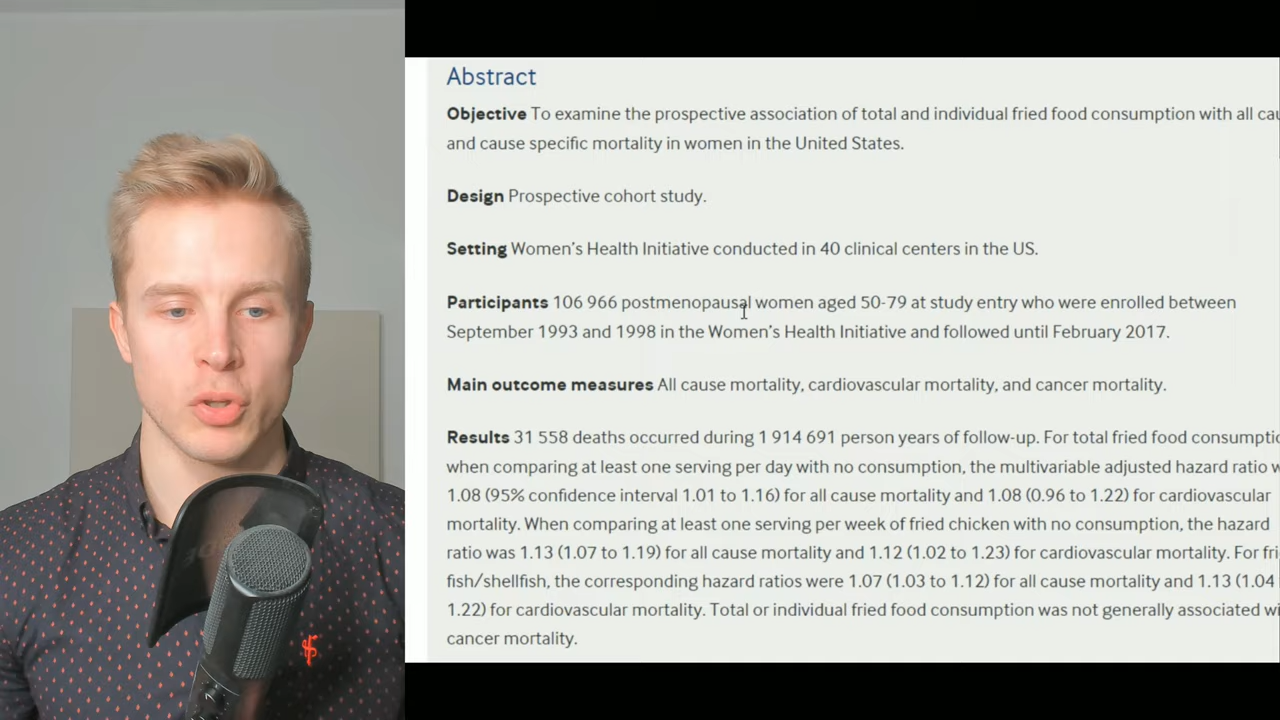 Abstract
Objective To examine the prospective association of total and individual fried food consumption with all
and cause specific mortality in women in the United States.
Design Prospective cohort study.
Setting Women's Health Initiative conducted in 40 clinical centers in the US.
Participants 106 966 postmenopausal women aged 50-79 at study entry who were enrolled between
September 1993 and 1998 in the Women's Health Initiative and followed until February 2017.
Main outcome measures All cause mortality, cardiovascular mortality, and cancer mortality.
Results 31 558 deaths occurred during 1 914 691 person years of follow-up. For total fried food
when comparing at least one serving per day with no consumption, the multivariable adjusted hazard ratio
1.08 (95% confidence interval 1.01 to 1.16) for all cause mortality and 1.08 (0.96 to 1.22) for cardiovascular
mortality. When comparing at least one serving per week of fried chicken with no consumption, the hazard
ratio was 1.13 (1.07 to 1.19) for all cause mortality and 1.12 (1.02 to 1.23) for cardiovascular mortality. For
fish/shellfish, the corresponding hazard ratios were 1.07 (1.03 to 1.12) for all cause mortality and 1.13 (1.04
1.22) for cardiovascular mortality. Total or individual fried food consumption was not generally associated
cancer mortality.